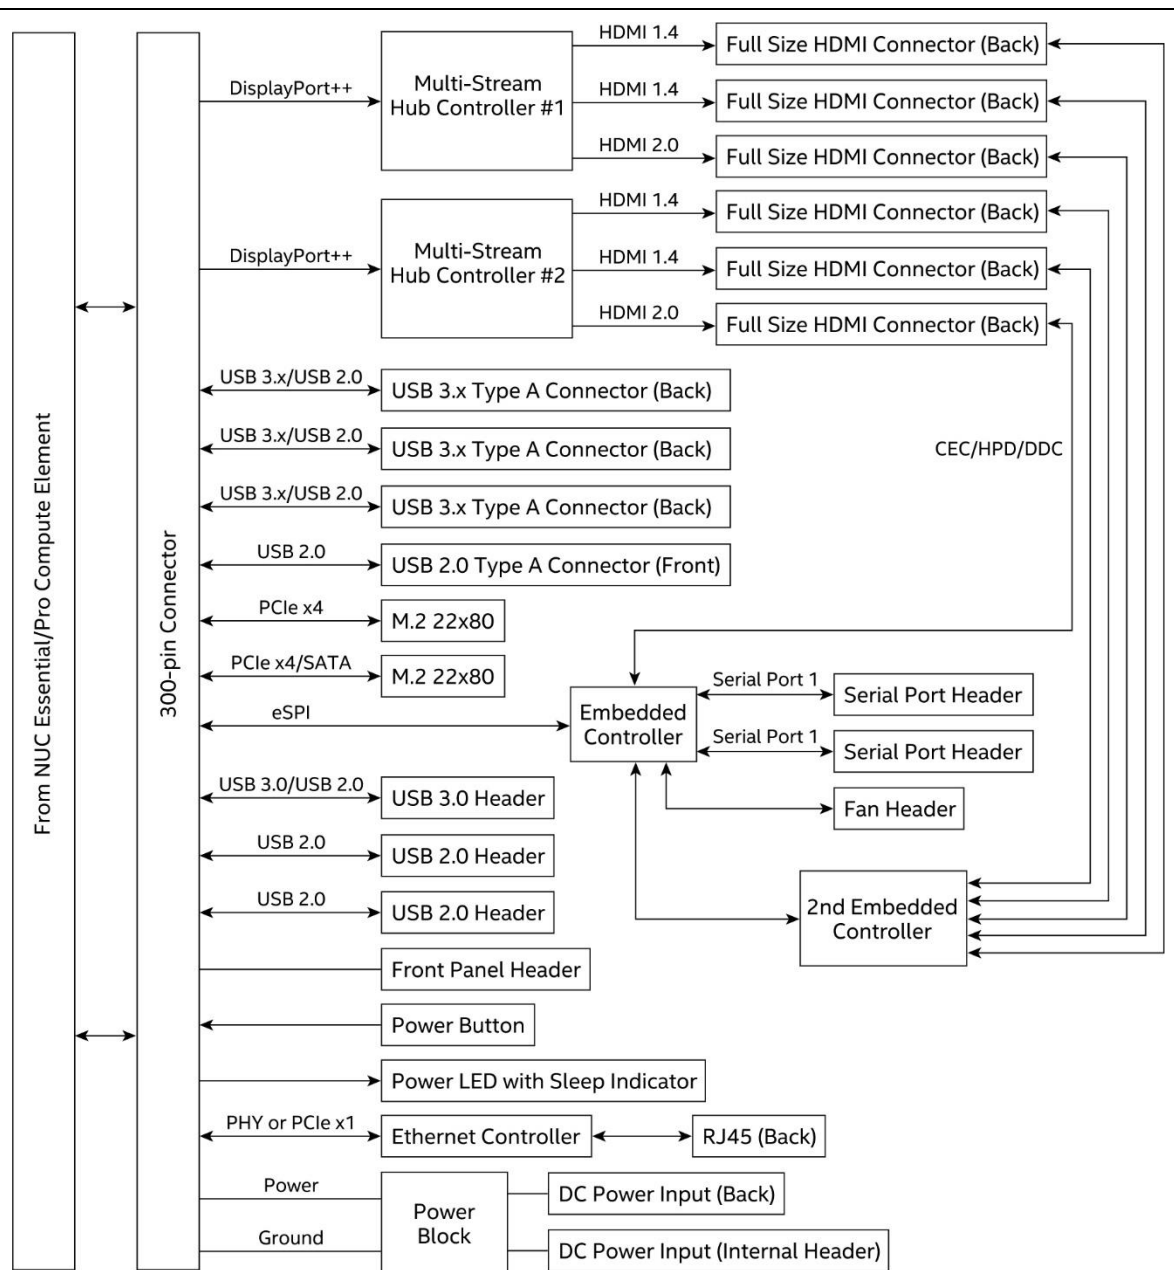 HDMI 1.4
Full Size HDMI Connector (Back)
DisplayPort++
Multi-Stream
Hub Controller #1
HDMI 1.4
Full Size HDMI Connector (Back)
HDMI 2.0
Full Size HDMI Connector (Back)
HDMI 1.4
Full Size HDMI Connector (Back)
DisplayPort++
Multi-Stream
Hub Controller #2
HDMI 1.4
Full Size HDMI Connector (Back)
HDMI 2.0
Full Size HDMI Connector (Back)
USB 3.x/USB 2.0
USB 3.x Type A Connector (Back)
USB 3.x/USB 2.0
USB 3.x Type A Connector (Back)
CEC/HPD/DDC
USB 3.x/USB 2.0
USB 3.x Type A Connector (Back)
USB 2.0
USB 2.0 Type A Connector (Front)
From NUC Essential/Pro Compute Element
300-pin Connector
PCIe x4
M.2 22x80
PCIe x4/SATA
M.2 22x80
eSPI
Embedded
Controller
Serial Port 1
Serial Port Header
Serial Port 1
Serial Port Header
Fan Header
USB 3.0/USB 2.0
USB 3.0 Header
USB 2.0
USB 2.0 Header
USB 2.0
USB 2.0 Header
2nd Embedded
Controller
Front Panel Header
Power Button
Power LED with Sleep Indicator
PHY or PCIe x1
Ethernet Controller
RJ45 (Back)
Power
Ground
Power
Block
DC Power Input (Back)
DC Power Input (Internal Header)